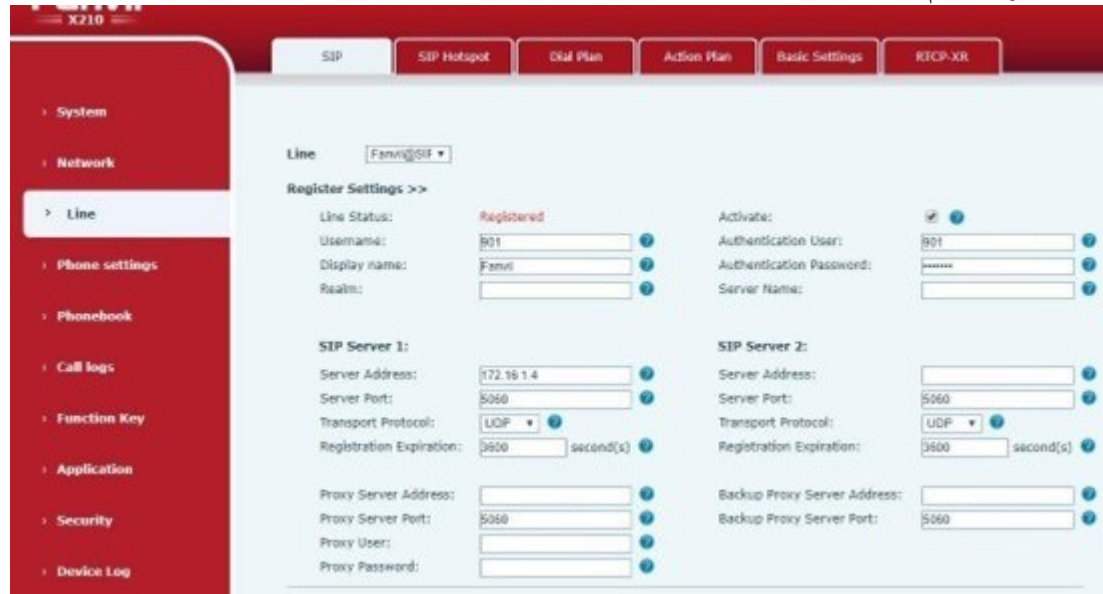 X210
SIP SIP Hotspot Dial Plan Action Plan Basic Settings RTCP-XR
› System
› Network
› Line
› Phone settings
› Phonebook
› Call logs
› Function Key
› Application
› Security
› Device Log
Line Fanvil@SIF
Register Settings >>
Line Status: Registered Activate:
Username: 901 Authentication User: 901
Display name: Fanvil Authentication Password: •••••••
Realm: Server Name:
SIP Server 1: SIP Server 2:
Server Address: 172.16.1.4 Server Address:
Server Port: 5060 Server Port: 5060
Transport Protocol: UDP Transport Protocol: UDP
Registration Expiration: 3600 second(s) Registration Expiration: 3600 second(s)
Proxy Server Address: Backup Proxy Server Address:
Proxy Server Port: 5060 Backup Proxy Server Port: 5060
Proxy User:
Proxy Password: